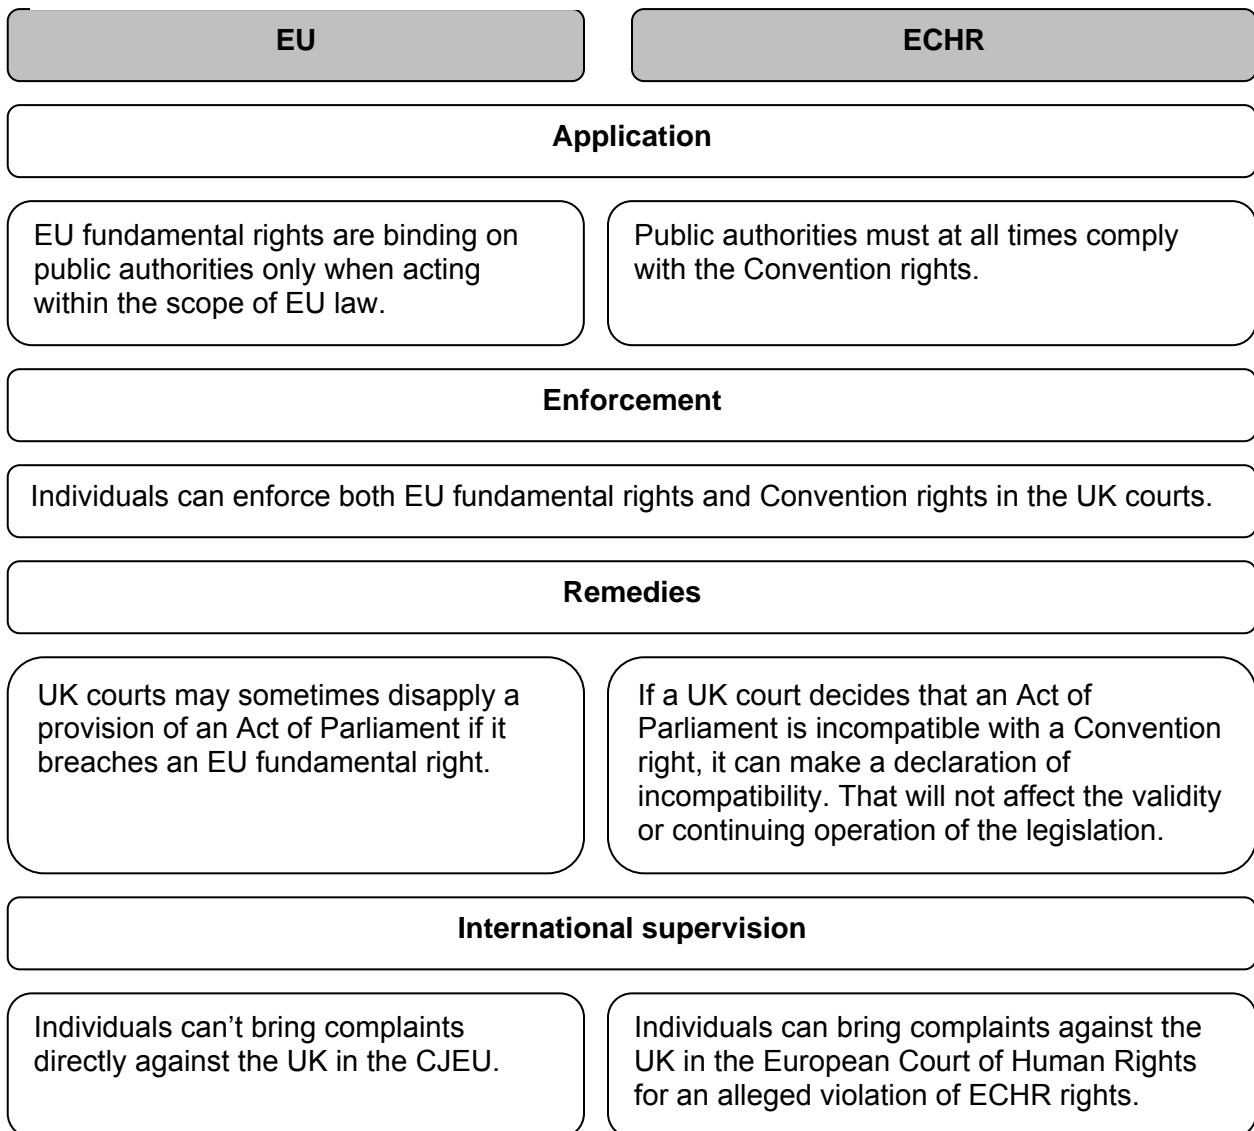 EU
ECHR
Application
EU fundamental rights are binding on
public authorities only when acting
within the scope of EU law.
Public authorities must at all times comply
with the Convention rights.
Enforcement
Individuals can enforce both EU fundamental rights and Convention rights in the UK courts.
Remedies
UK courts may sometimes disapply a
provision of an Act of Parliament if it
breaches an EU fundamental right.
If a UK court decides that an Act of
Parliament is incompatible with a Convention
right, it can make a declaration of
incompatibility. That will not affect the validity
or continuing operation of the legislation.
International supervision
Individuals can’t bring complaints
directly against the UK in the CJEU.
Individuals can bring complaints against the
UK in the European Court of Human Rights
for an alleged violation of ECHR rights.